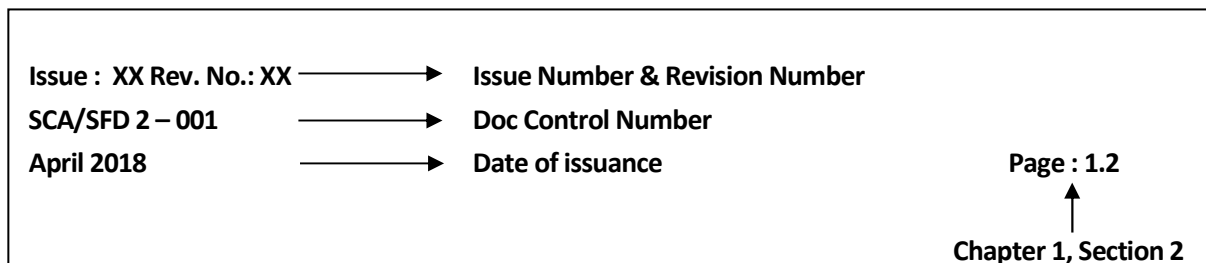 Issue : XX Rev. No.: XX Issue Number & Revision Number
SCA/SFD 2 – 001 Doc Control Number
April 2018 Date of issuance Page : 1.2
Chapter 1, Section 2